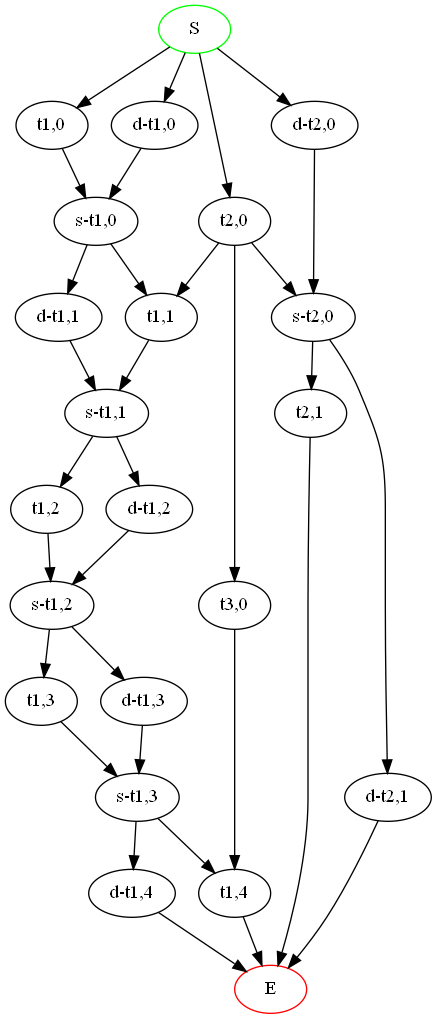 S
t1,0
d-t1,0
d-t2,0
s-t1,0
t2,0
d-t1,1
t1,1
s-t2,0
s-t1,1
t2,1
t1,2
d-t1,2
s-t1,2
t3,0
t1,3
d-t1,3
s-t1,3
d-t2,1
d-t1,4
t1,4
E